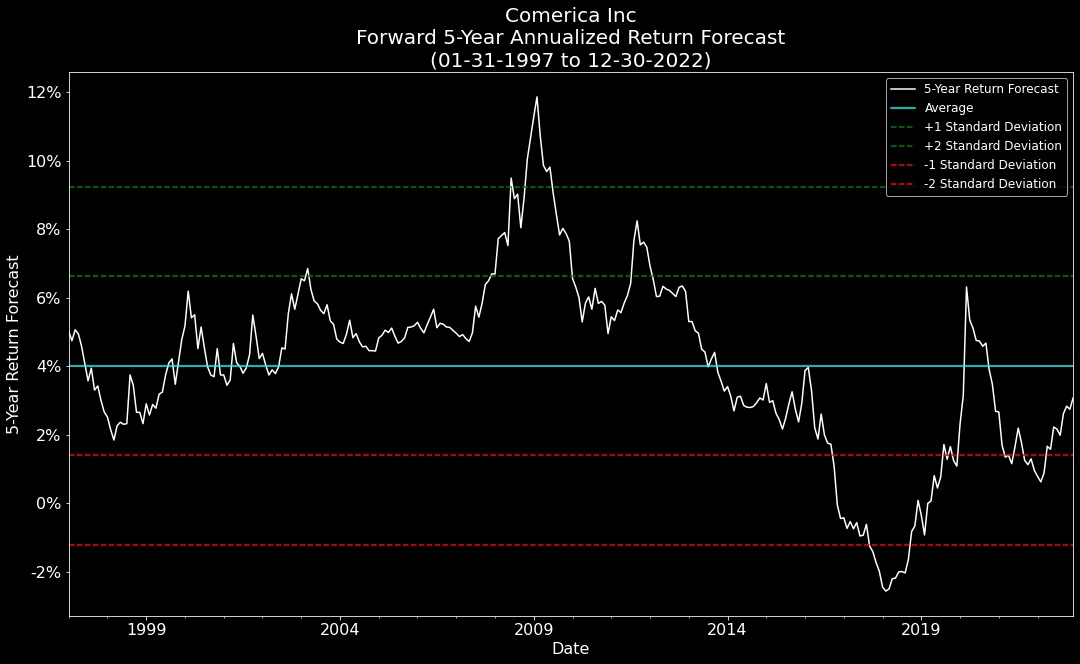 Comerica Inc
Forward 5-Year Annualized Return Forecast
(01-31-1997 to 12-30-2022)
5-Year Return Forecast
Average
+1 Standard Deviation
+2 Standard Deviation
-1 Standard Deviation
-2 Standard Deviation
12%
10%
8%
6%
4%
2%
0%
-2%
5-Year Return Forecast
1999
2004
2009
2014
2019
Date